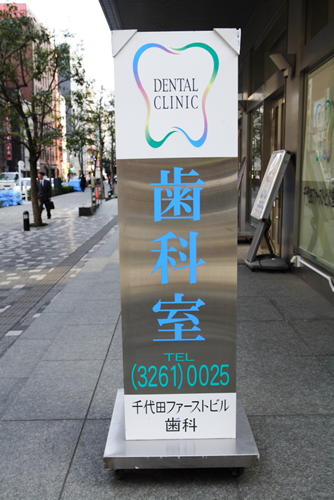 DENTAL
CLINIC
歯
科
室
TEL
(3261)0025
千代田ファーストビル
歯科